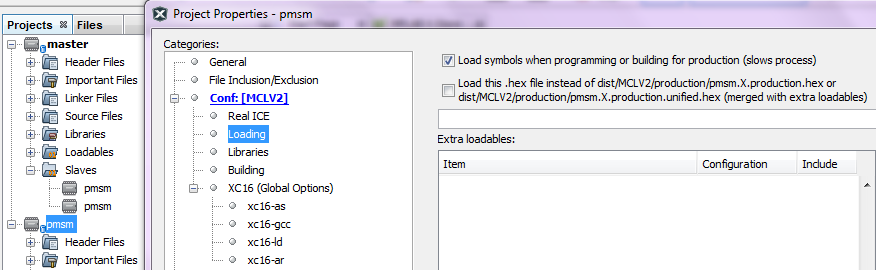 Projects
Files
master
Header Files
Important Files
Linker Files
Source Files
Libraries
Loadables
Slaves
pmsm
pmsm
pmsm
Header Files
Important Files
Project Properties - pmsm
Categories:
General
File Inclusion/Exclusion
Conf: [MCLV2]
Real ICE
Loading
Libraries
Building
XC16 (Global Options)
xc16-as
xc16-gcc
xc16-ld
xc16-ar
Load symbols when programming or building for production (slows process)
Load this .hex file instead of dist/MCLV2/production/pmsm.X.production.hex or
dist/MCLV2/production/pmsm.X.production.unified.hex (merged with extra loadables)
Extra loadables:
Item Configuration Include